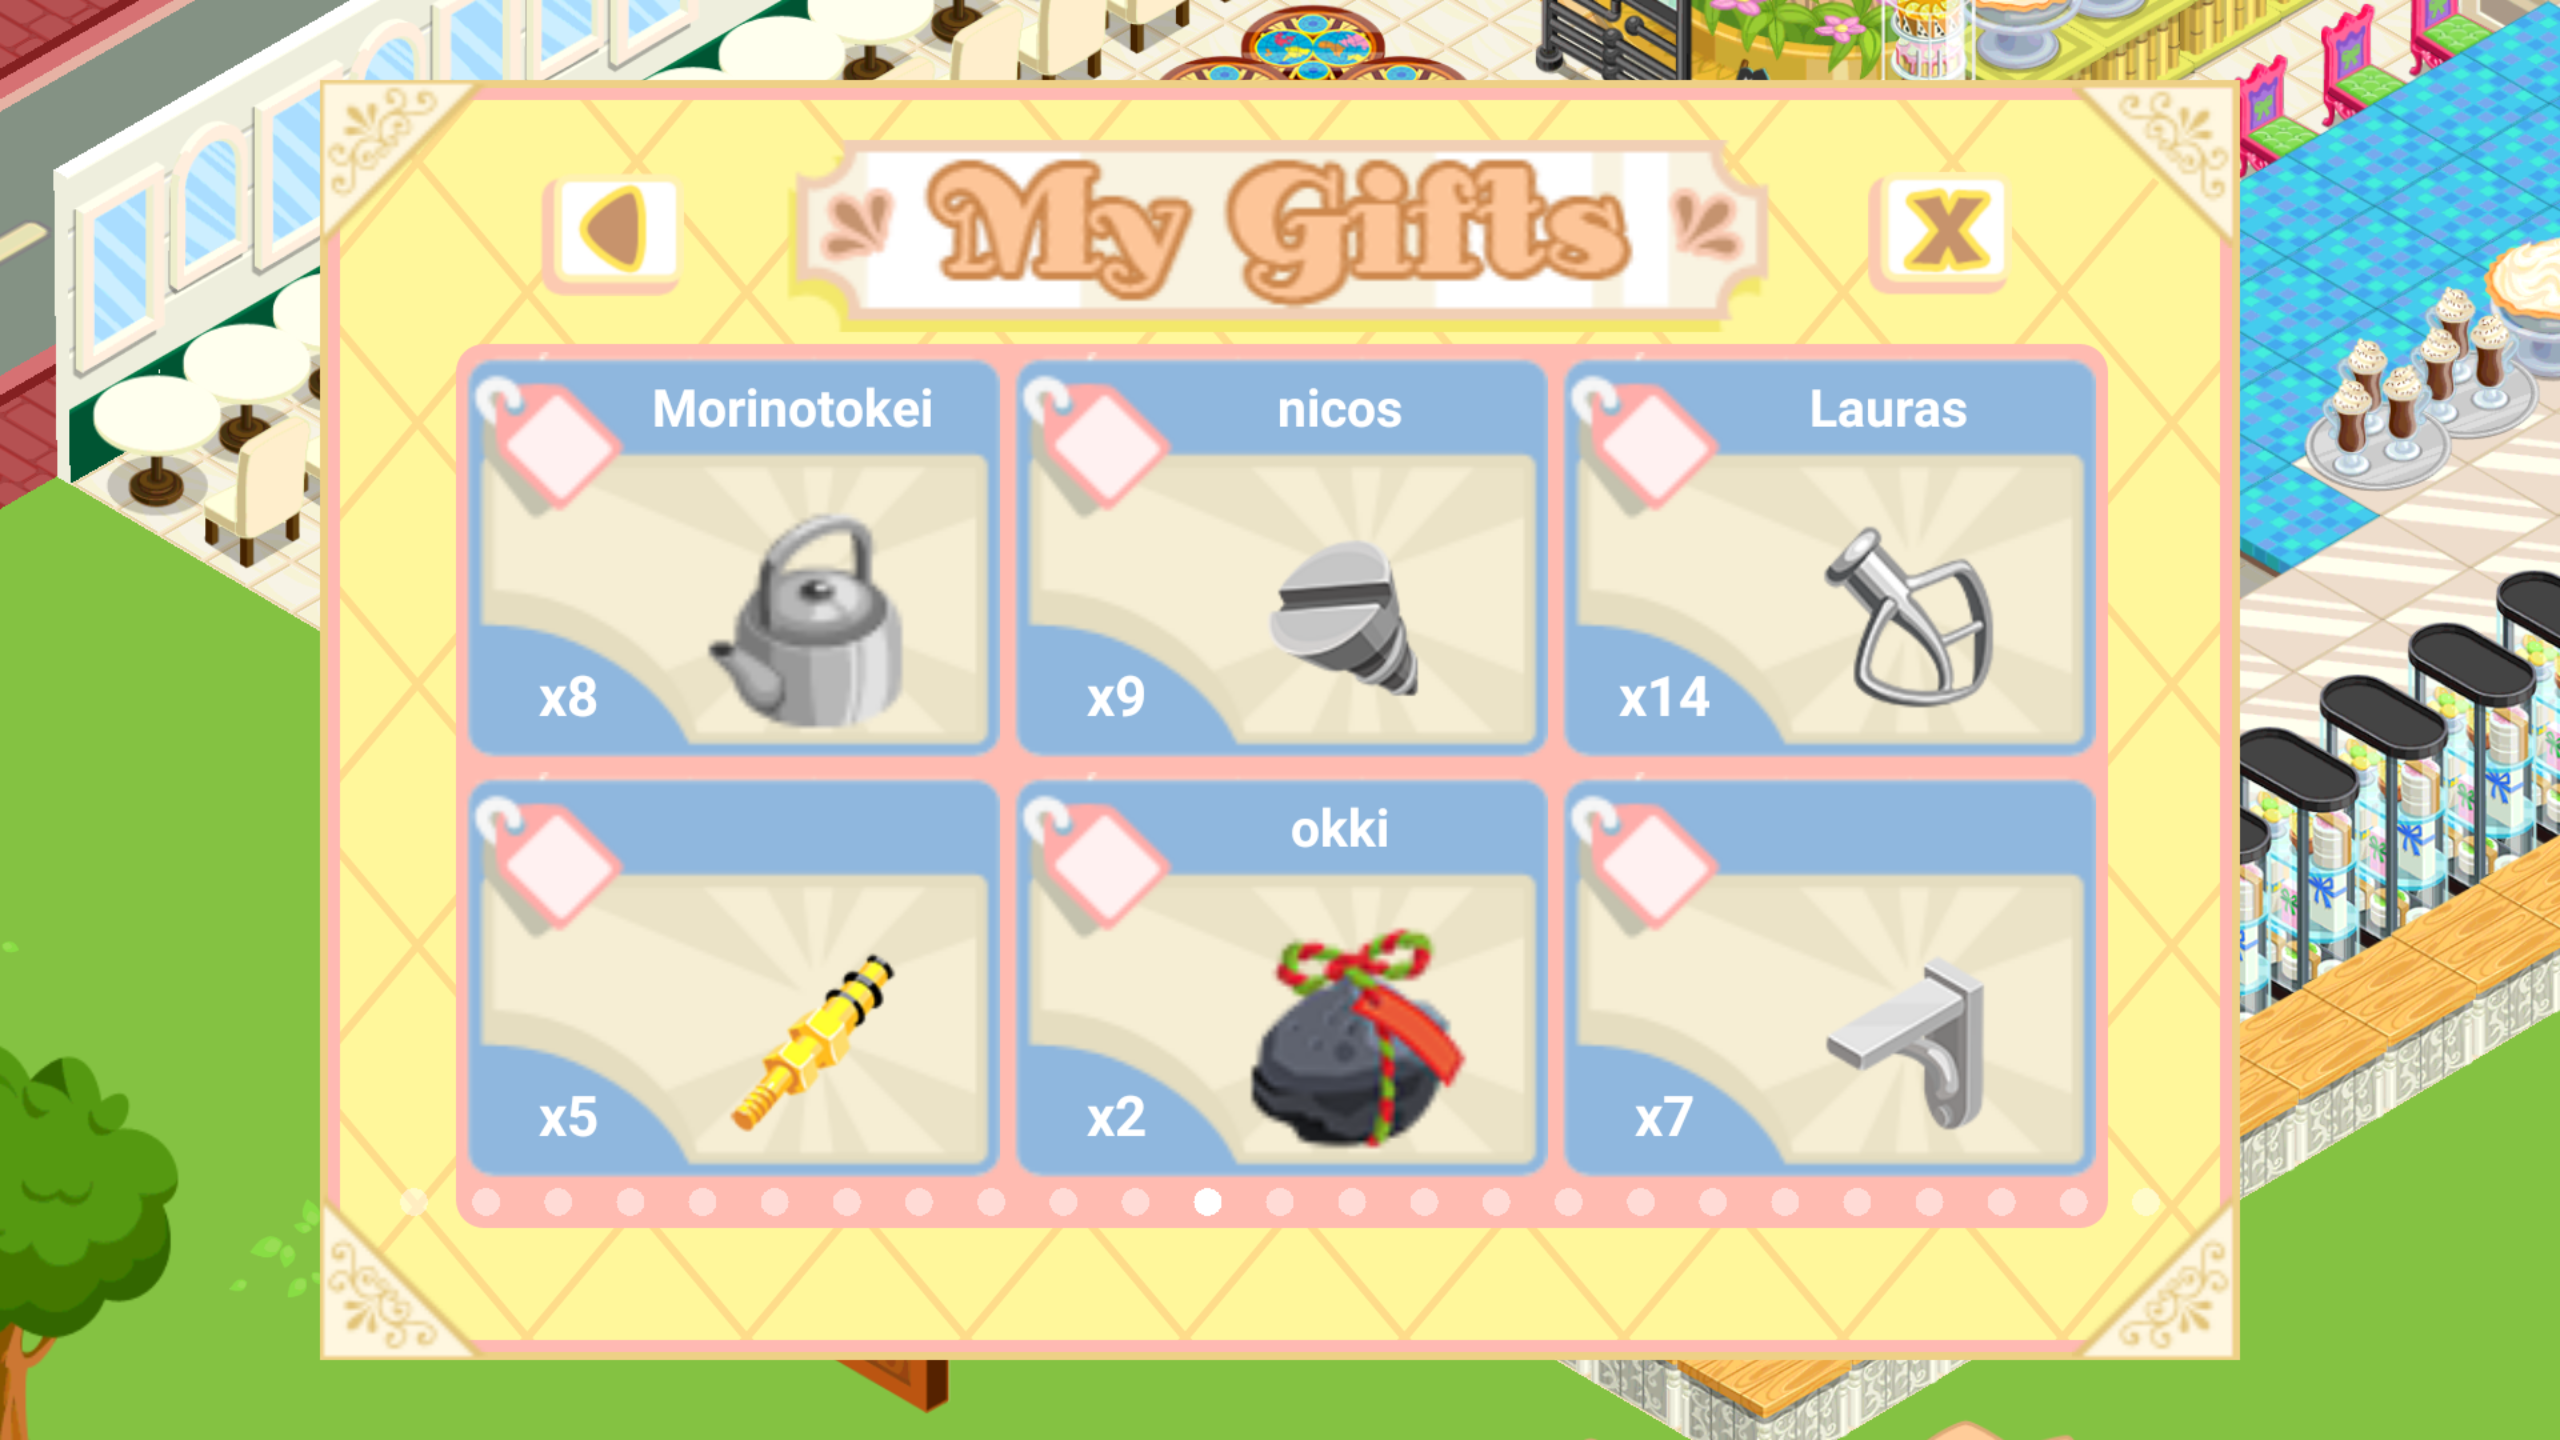 My Gifts
Morinotokei
nicos
Lauras
x8
x9
x14
okki
x5
x2
x7